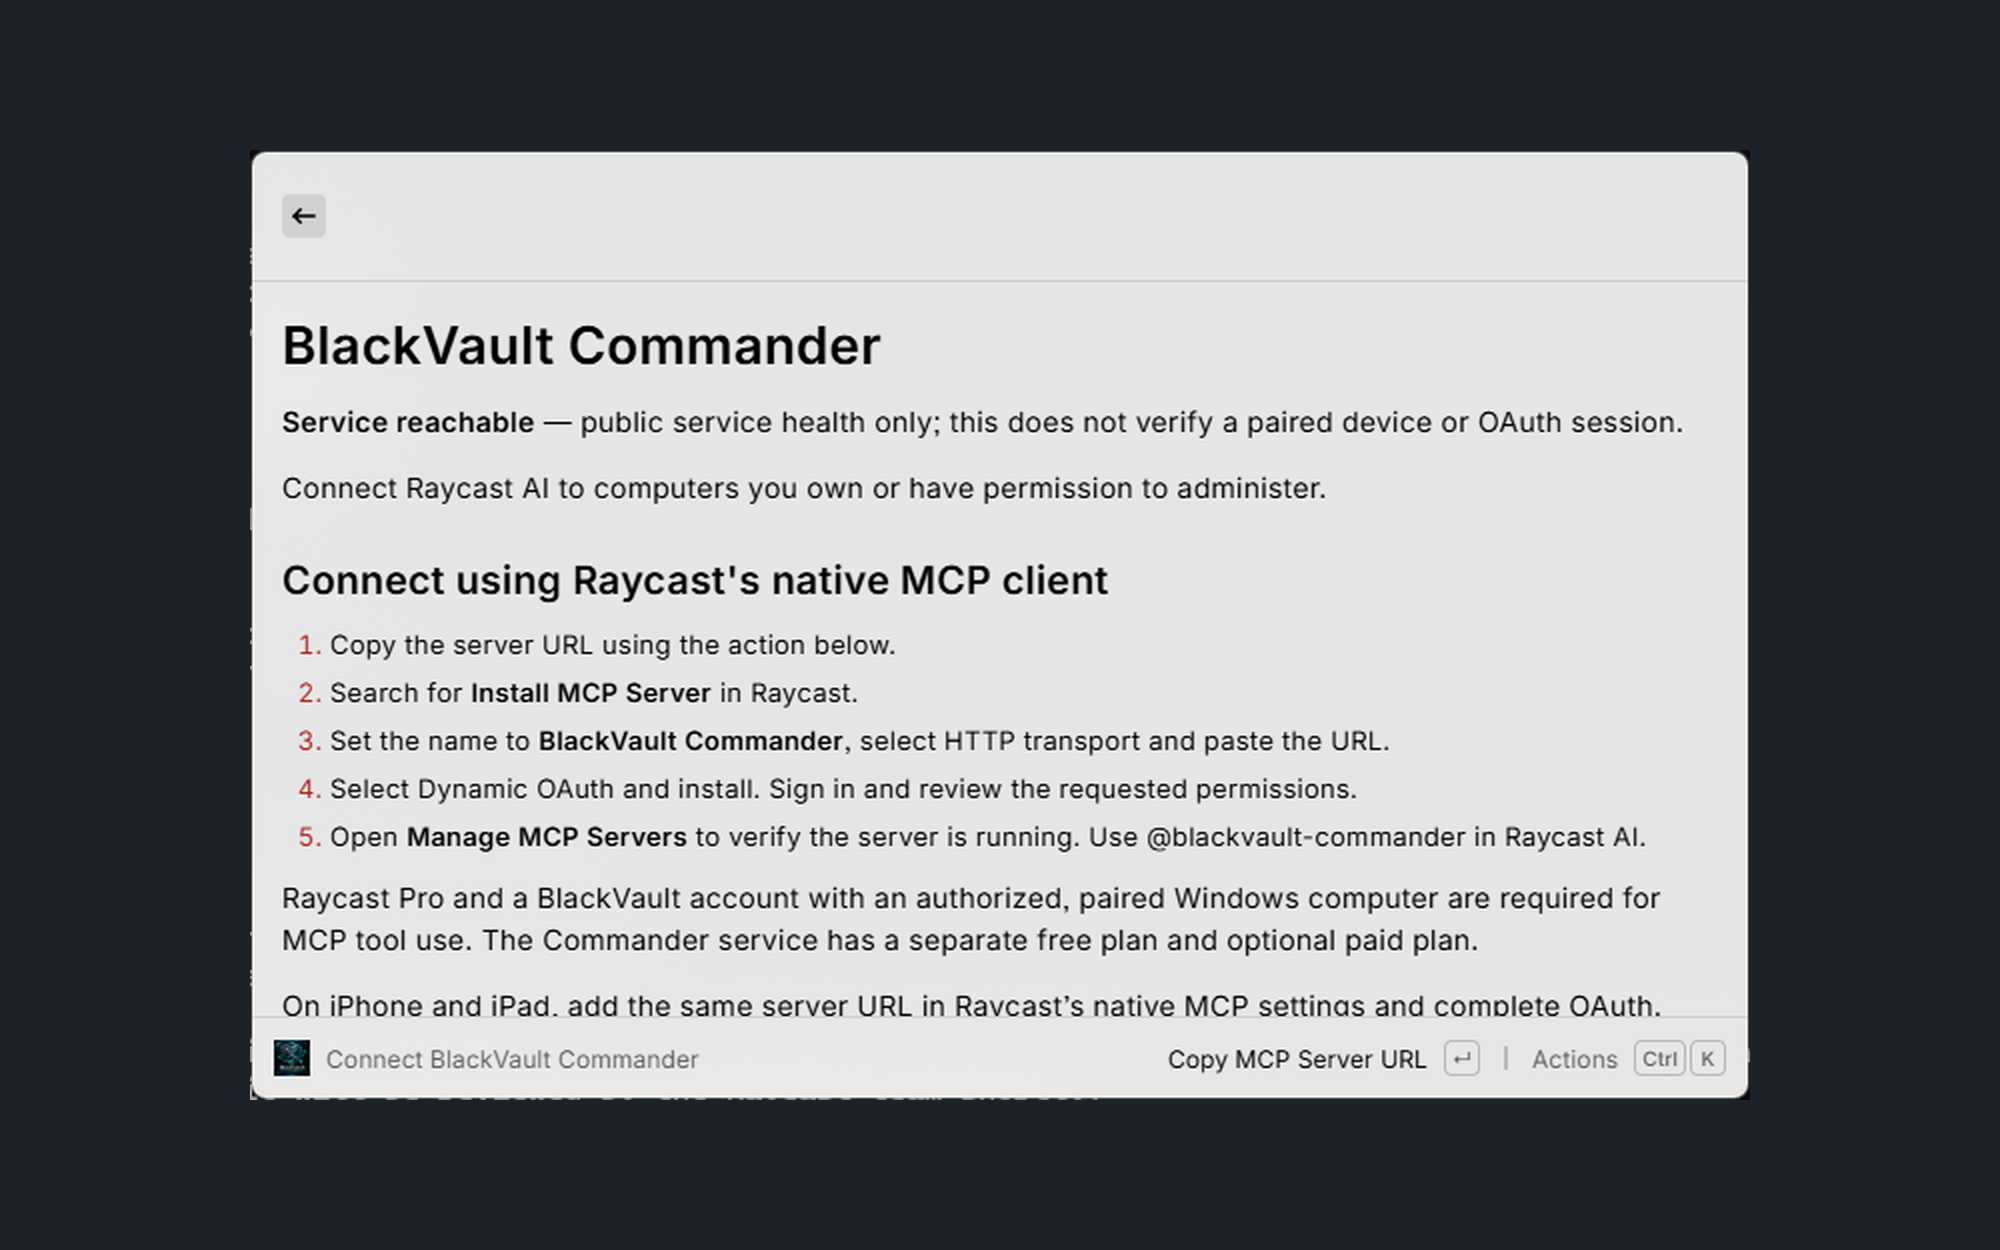 BlackVault Commander
Service reachable — public service health only; this does not verify a paired device or OAuth session.
Connect Raycast AI to computers you own or have permission to administer.
Connect using Raycast's native MCP client
1. Copy the server URL using the action below.
2. Search for Install MCP Server in Raycast.
3. Set the name to BlackVault Commander, select HTTP transport and paste the URL.
4. Select Dynamic OAuth and install. Sign in and review the requested permissions.
5. Open Manage MCP Servers to verify the server is running. Use @blackvault-commander in Raycast AI.
Raycast Pro and a BlackVault account with an authorized, paired Windows computer are required for
MCP tool use. The Commander service has a separate free plan and optional paid plan.
On iPhone and iPad, add the same server URL in Raycast’s native MCP settings and complete OAuth.
Connect BlackVault Commander
Copy MCP Server URL ↵ | Actions Ctrl K